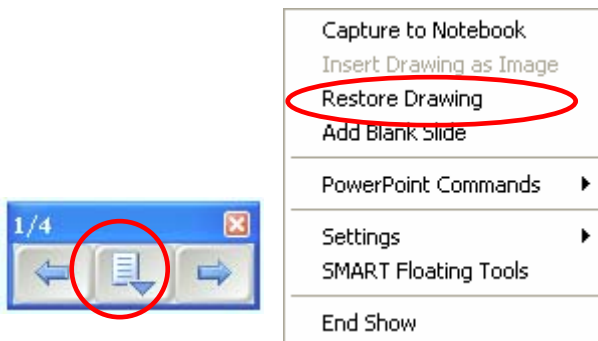 Capture to Notebook
Insert Drawing as Image
Restore Drawing
Add Blank Slide
PowerPoint Commands
1/4
Settings
SMART Floating Tools
End Show